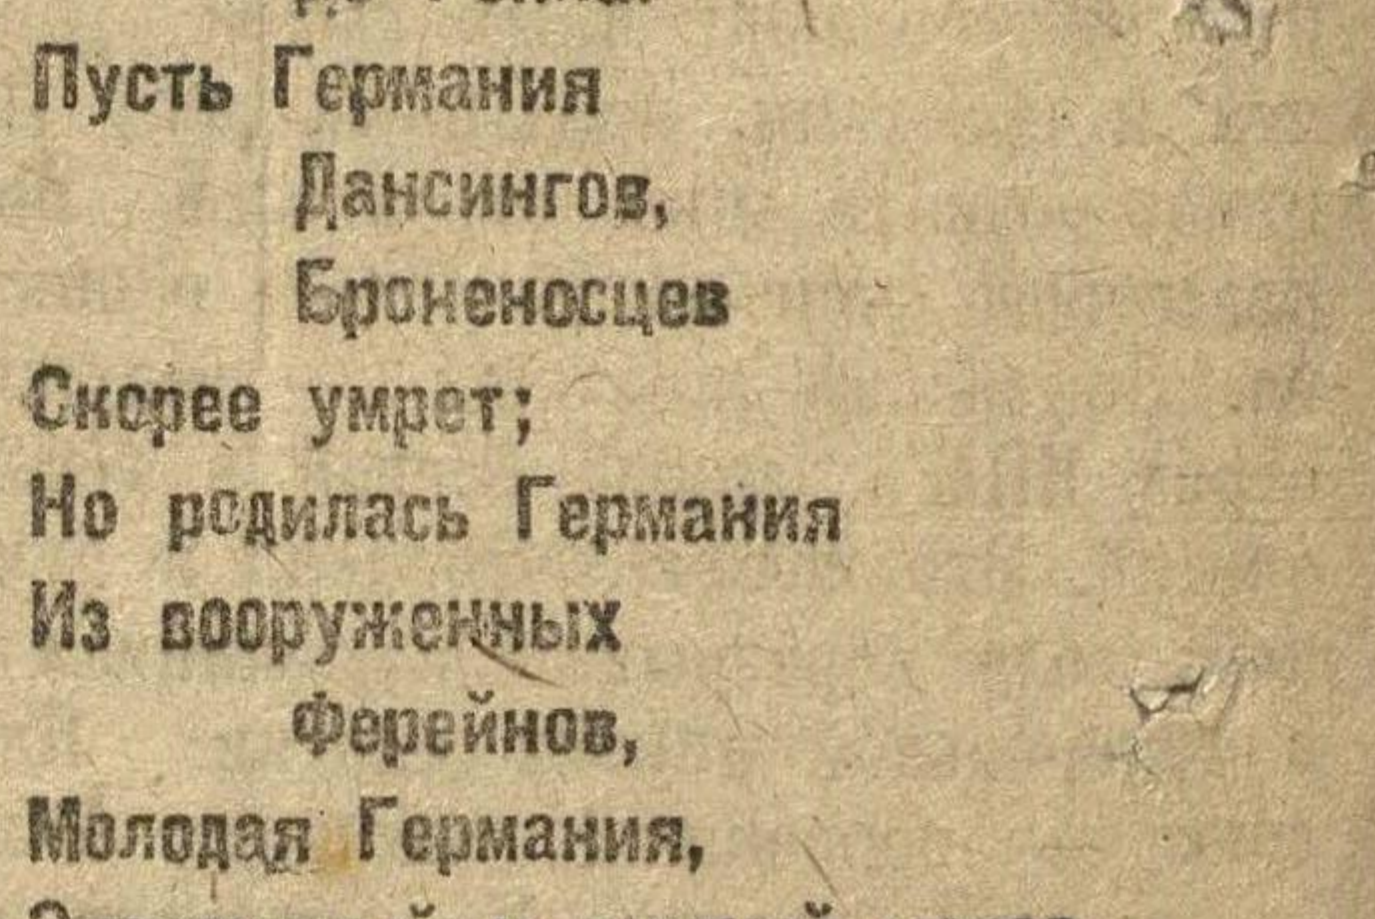 Пусть Германия
Дансингов,
Броненосцев
Скорее умрет;
Но родилась Германия
Из вооруженных
Ферейнов,
Молодая Германия,